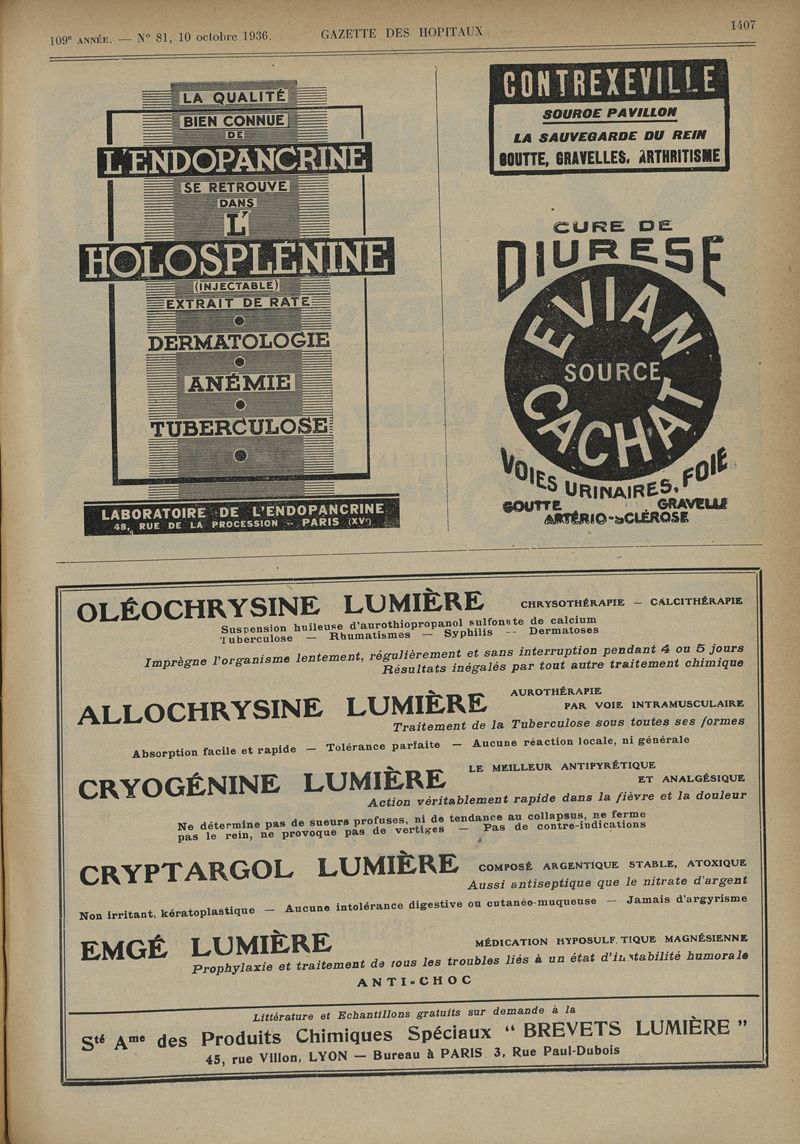 109e ANNÉE. — N° 81, 10 octobre 1936.
GAZETTE DES HOPITAUX
1407
LA QUALITÉ
BIEN CONNUE
DE
L'ENDOPANCRINE
SE RETROUVE
DANS
L'
HOLOSPLÉNINE
(INJECTABLE)
EXTRAIT DE RATE
DERMATOLOGIE
ANÉMIE
TUBERCULOSE
LABORATOIRE DE L'ENDOPANCRINE
48, RUE DE LA PROCESSION -- PARIS (XVe)
CONTREXEVILLE
SOURCE PAVILLON
LA SAUVEGARDE DU REIN
GOUTTE, GRAVELLES, ARTHRITISME
CURE DE
DIURESE
EVIAN
SOURCE
CACHAT
VOIES URINAIRES, FOIE
GOUTTE GRAVELLE
ARTÉRIO-SCLÉROSE
OLÉOCHRYSINE LUMIÈRE CHRYSOTHÉRAPIE — CALCITHÉRAPIE
Suspension huileuse d'aurothiopropanol sulfonate de calcium
Tuberculose — Rhumatismes — Syphilis -- Dermatoses
Imprègne l'organisme lentement, régulièrement et sans interruption pendant 4 ou 5 jours
Résultats inégalés par tout autre traitement chimique
ALLOCHRYSINE LUMIÈRE AUROTHÉRAPIE
PAR VOIE INTRAMUSCULAIRE
Traitement de la Tuberculose sous toutes ses formes
Absorption facile et rapide — Tolérance parfaite — Aucune réaction locale, ni générale
CRYOGÉNINE LUMIÈRE LE MEILLEUR ANTIPYRÉTIQUE
ET ANALGÉSIQUE
Action véritablement rapide dans la fièvre et la douleur
Ne détermine pas de sueurs profuses, ni de tendance au collapsus, ne ferme
pas le rein, ne provoque pas de vertiges — Pas de contre-indications
CRYPTARGOL LUMIÈRE COMPOSÉ ARGENTIQUE STABLE, ATOXIQUE
Aussi antiseptique que le nitrate d'argent
Non irritant, kératoplastique — Aucune intolérance digestive ou cutanéo-muqueuse — Jamais d'argyrisme
EMGÉ LUMIÈRE MÉDICATION HYPOSULF.TIQUE MAGNÉSIENNE
Prophylaxie et traitement de tous les troubles liés à un état d'instabilité humorale
ANTI-CHOC
Littérature et Echantillons gratuits sur demande à la
Sté Ame des Produits Chimiques Spéciaux " BREVETS LUMIÈRE "
45, rue Villon, LYON — Bureau à PARIS 3, Rue Paul-Dubois